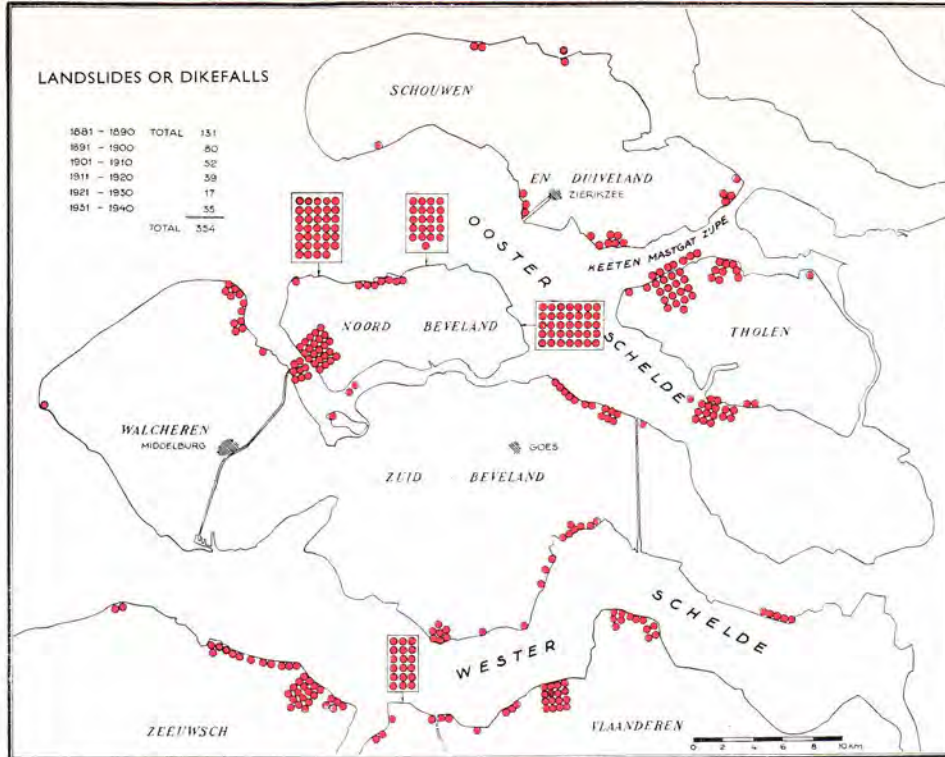 LANDSLIDES OR DIKEFALLS
1881 – 1890 TOTAL 131
1891 – 1900 80
1901 – 1910 52
1911 – 1920 39
1921 – 1930 17
1931 – 1940 35
TOTAL 354
SCHOUWEN
EN DUIVELAND
ZIERIKZEE
OOSTER
KEETEN MASTGAT ZIJPE
NOORD BEVELAND
SCHELDE
THOLEN
WALCHEREN
MIDDELBURG
GOES
ZUID - BEVELAND
WESTER
SCHELDE
ZEEUWSCH
VLAANDEREN
0 2 4 6 8 10 km.